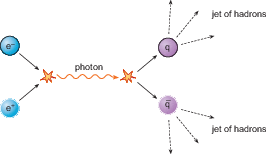 jet of hadrons
e⁻
q
photon
e⁺
q̄
jet of hadrons